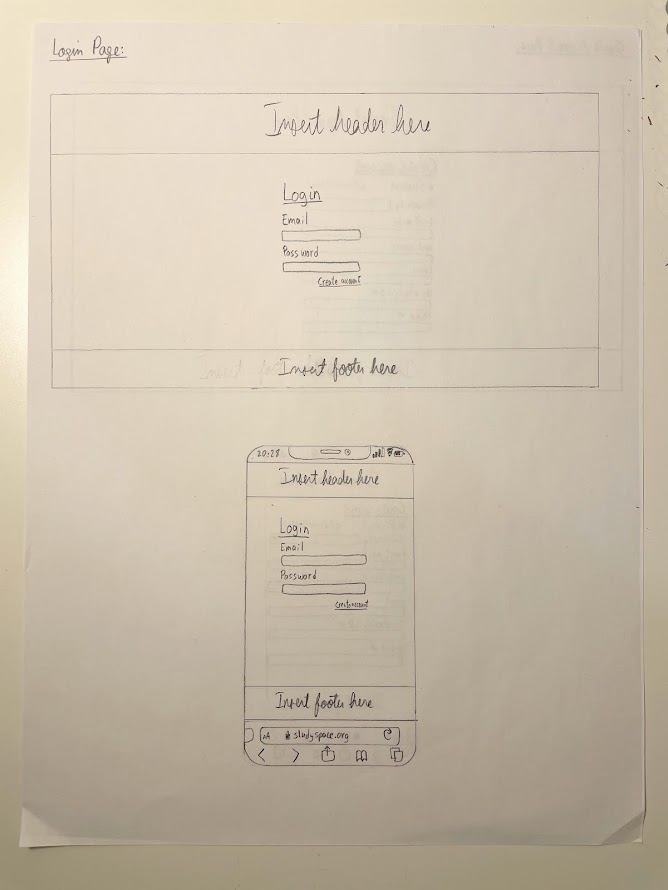 Login Page:
Insert header here
Login
Email
Password
Create account
Insert footer here
20:28
Insert header here
Login
Email
Password
Create account
Insert footer here
AA studyspace.org